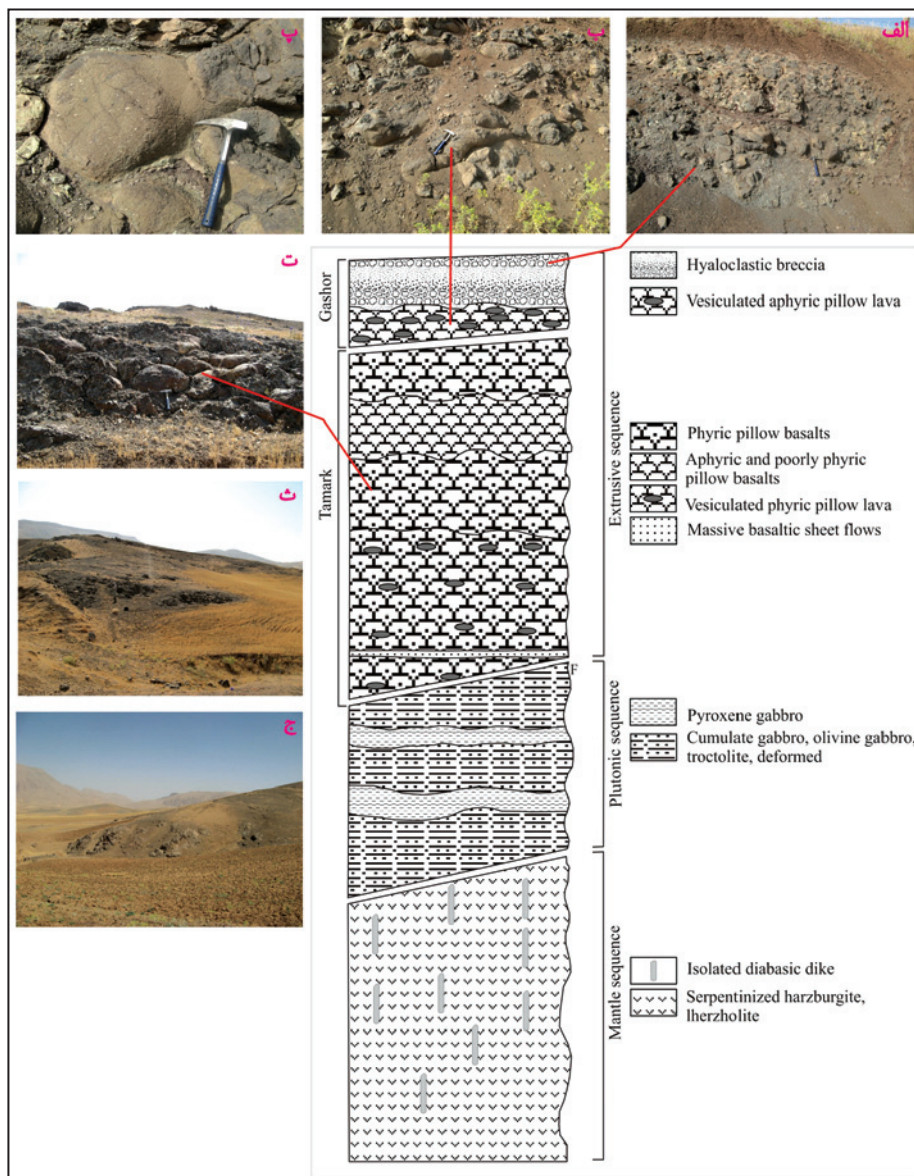 پ
ب
الف
ت
ث
ج
Gashor
Tamark
F
Extrusive sequence
Plutonic sequence
Mantle sequence
Hyaloclastic breccia
Vesiculated aphyric pillow lava
Phyric pillow basalts
Aphyric and poorly phyric
pillow basalts
Vesiculated phyric pillow lava
Massive basaltic sheet flows
Pyroxene gabbro
Cumulate gabbro, olivine gabbro,
troctolite, deformed
Isolated diabasic dike
Serpentinized harzburgite,
lherzholite